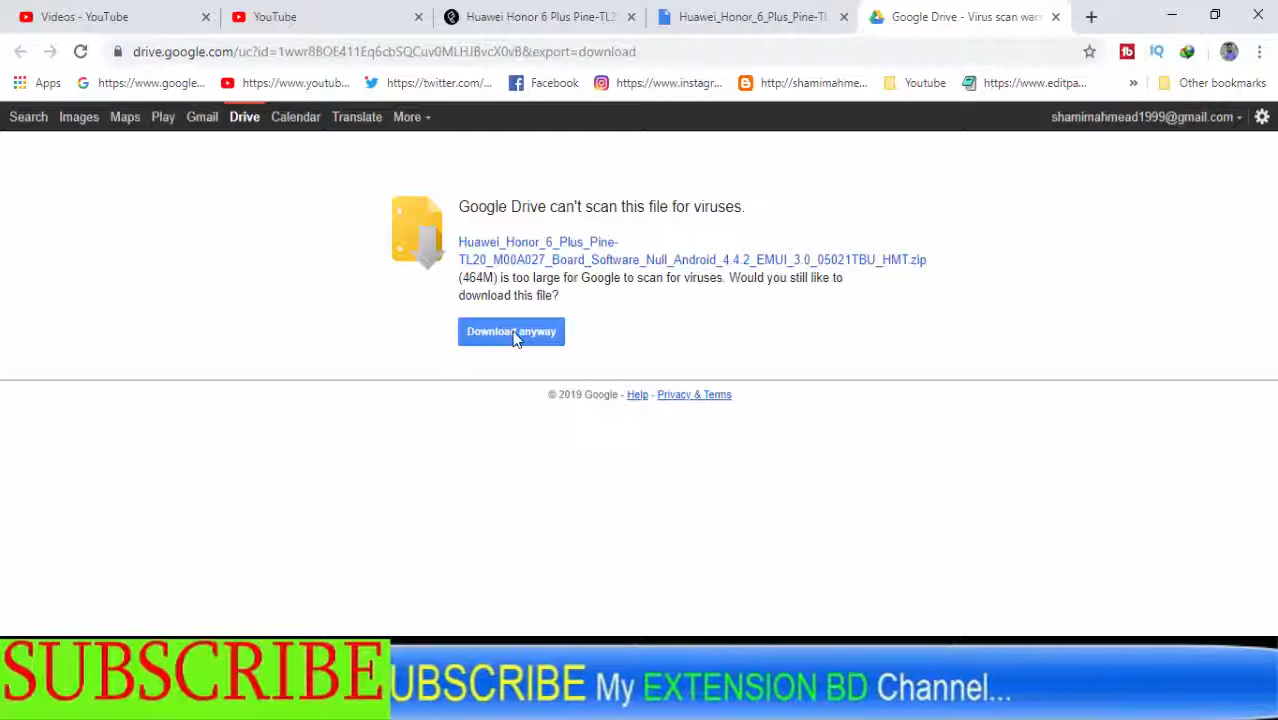 Videos - YouTube
YouTube
Huawei Honor 6 Plus Pine-TL2
Huawei_Honor_6_Plus_Pine-TL
Google Drive - Virus scan war
drive.google.com/uc?id=1wwr8BOE411Eq6cbSQCuv0MLHJBvcX0vB&export=download
Apps
https://www.google...
https://www.youtub...
https://twitter.com/...
Facebook
https://www.instagr...
http://shamimahme...
Youtube
https://www.editpa...
Other bookmarks
Search Images Maps Play Gmail Drive Calendar Translate More
shamimahmead1999@gmail.com
Google Drive can't scan this file for viruses.
Huawei_Honor_6_Plus_Pine-
TL20_M00A027_Board_Software_Null_Android_4.4.2_EMUI_3.0_05021TBU_HMT.zip
(464M) is too large for Google to scan for viruses. Would you still like to
download this file?
Download anyway
© 2019 Google - Help - Privacy & Terms
SUBSCRIBE
UBSCRIBE My EXTENSION BD Channel...